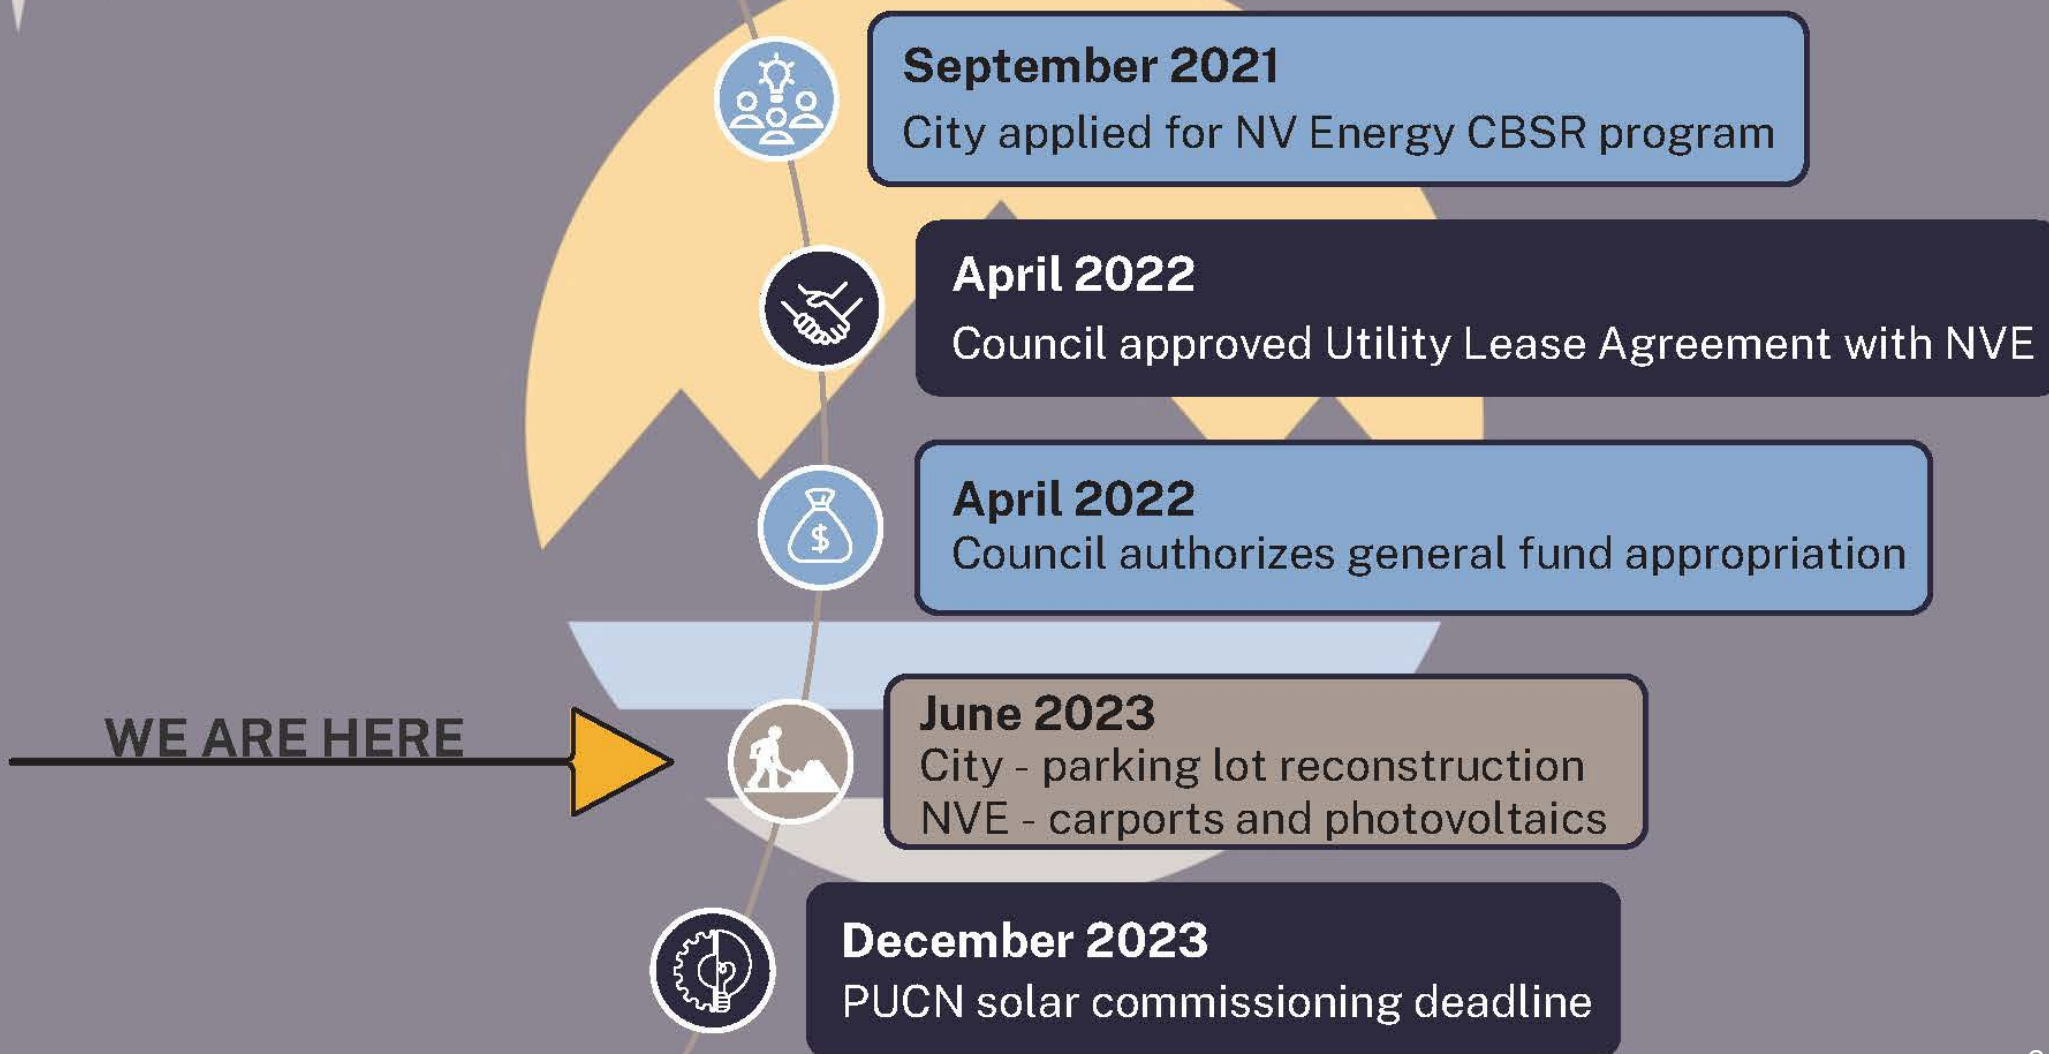 September 2021
City applied for NV Energy CBSR program
April 2022
Council approved Utility Lease Agreement with NVE
$
April 2022
Council authorizes general fund appropriation
WE ARE HERE
June 2023
City - parking lot reconstruction
NVE - carports and photovoltaics
December 2023
PUCN solar commissioning deadline